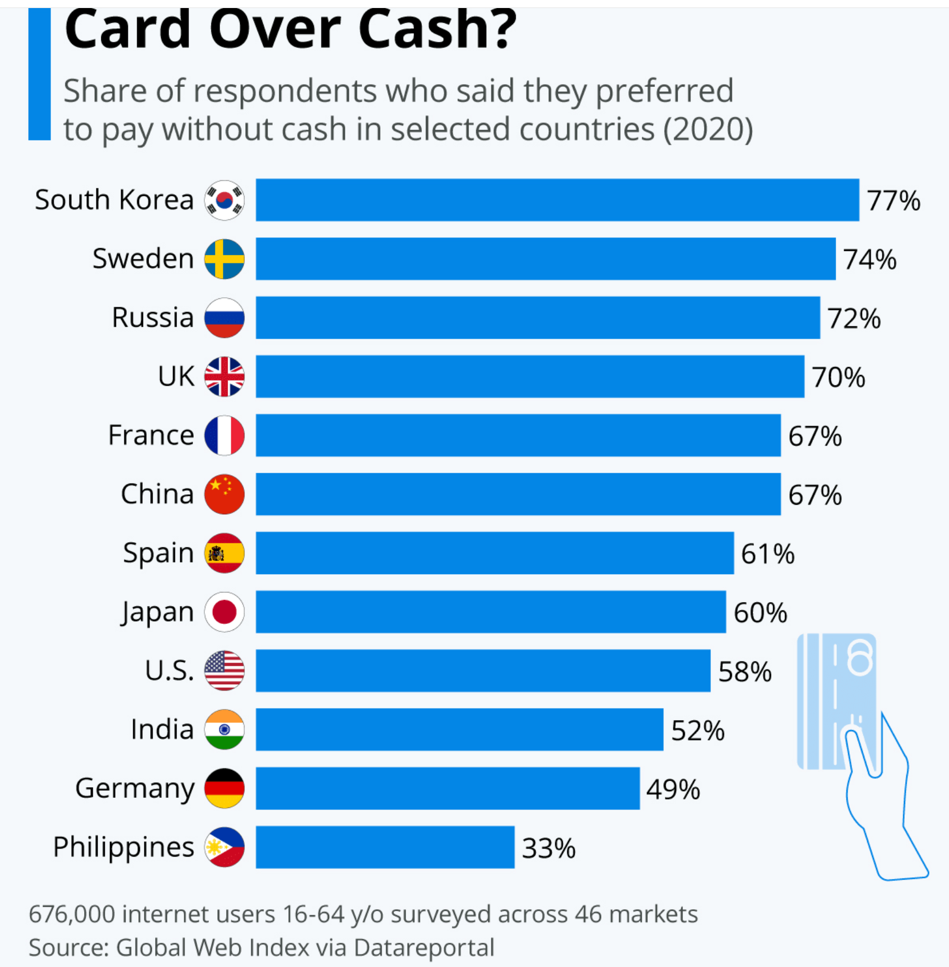 Card Over Cash?
Share of respondents who said they preferred
to pay without cash in selected countries (2020)
South Korea 77%
Sweden 74%
Russia 72%
UK 70%
France 67%
China 67%
Spain 61%
Japan 60%
U.S. 58%
India 52%
Germany 49%
Philippines 33%
676,000 internet users 16-64 y/o surveyed across 46 markets
Source: Global Web Index via Datareportal